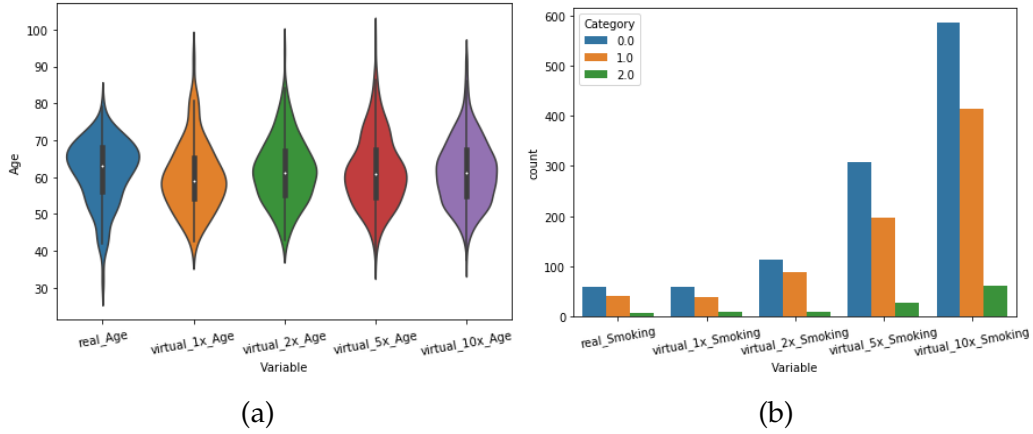 100
90
80
70
60
50
40
30
Age
real_Age
virtual_1x_Age
virtual_2x_Age
virtual_5x_Age
virtual_10x_Age
Variable
(a)
600
500
400
300
200
100
0
count
Category
0.0
1.0
2.0
real_Smoking
virtual_1x_Smoking
virtual_2x_Smoking
virtual_5x_Smoking
virtual_10x_Smoking
Variable
(b)